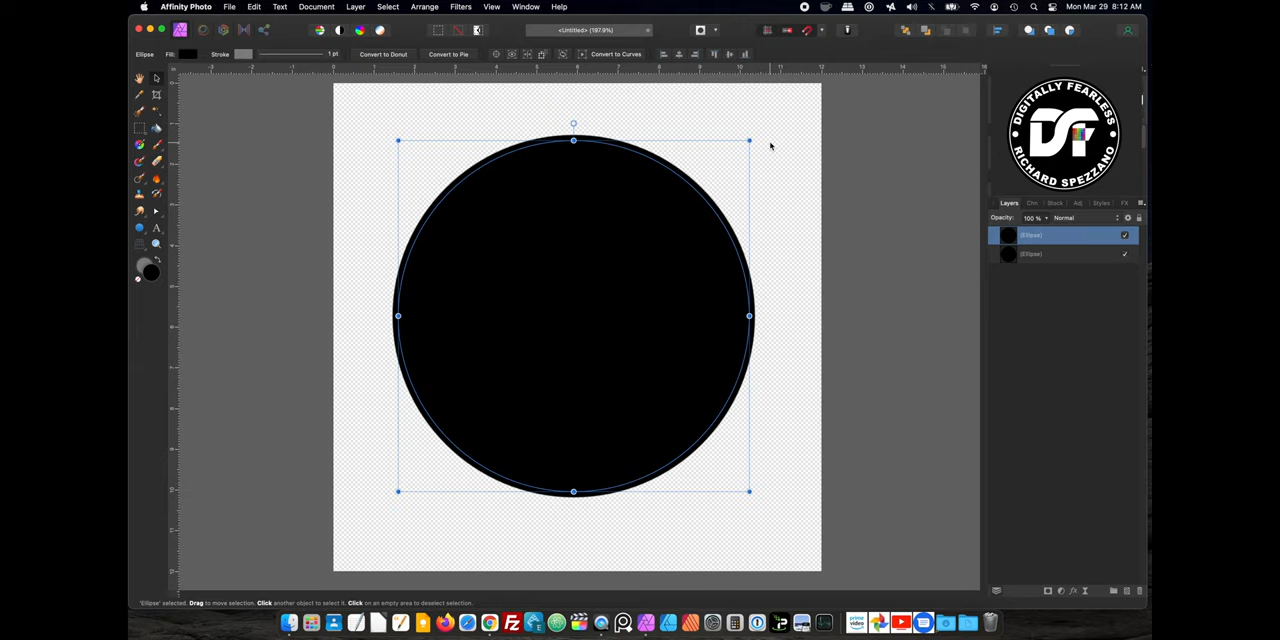 Affinity Photo File Edit Text Document Layer Select Arrange Filters View Window Help Mon Mar 29 8:12 AM
<Untitled> (197.9%)
Ellipse Fill: Stroke: 1 pt Convert to Donut Convert to Pie Convert to Curves
DIGITALLY FEARLESS
DF
RICHARD SPEZZANO
Layers Chn Stock Adj Styles FX
Opacity: 100 % Normal
(Ellipse)
(Ellipse)
'Ellipse' selected. Drag to move selection. Click another object to select it. Click on an empty area to deselect selection.